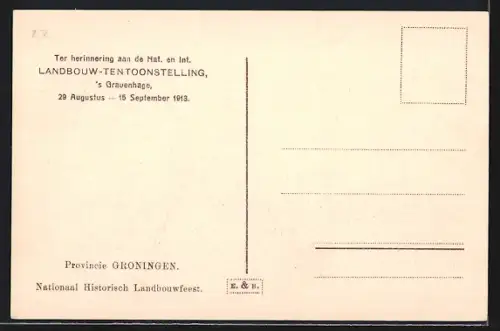 Ter herinnering aan de Nat. en Int.
LANDBOUW-TENTOONSTELLING,
's Gravenhage,
29 Augustus — 15 September 1913.
Provincie GRONINGEN.
Nationaal Historisch Landbouwfeest.
E. & B.